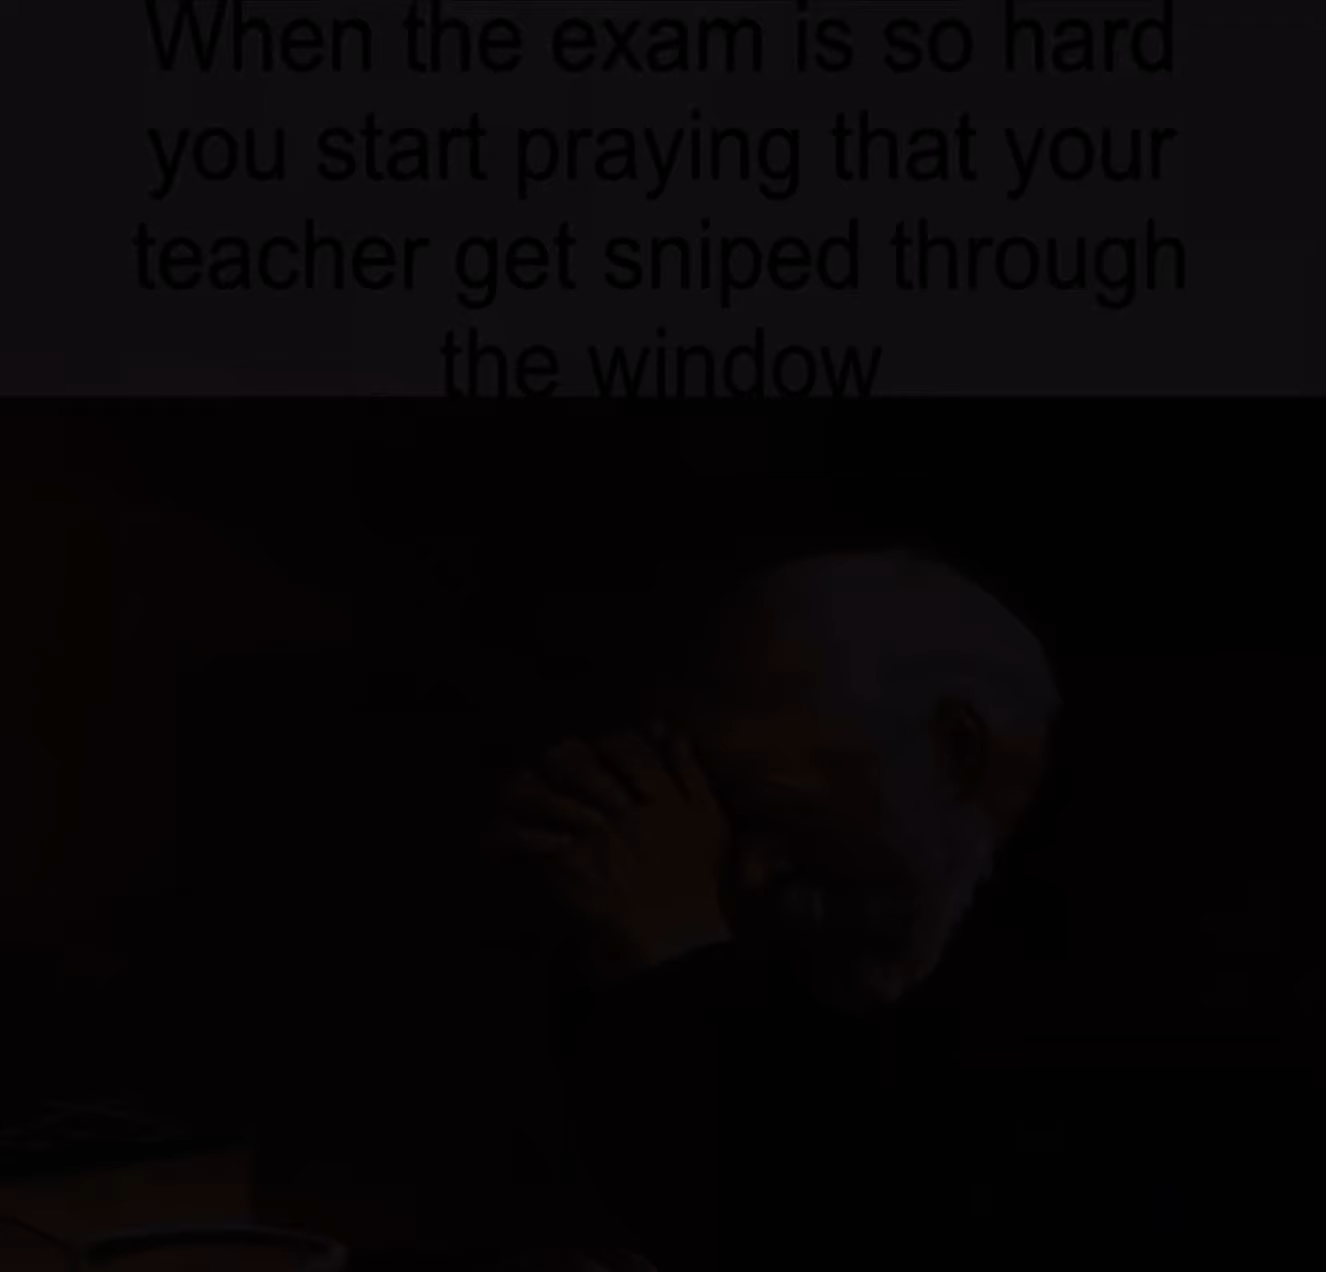 When the exam is so hard
you start praying that your
teacher get sniped through
the window